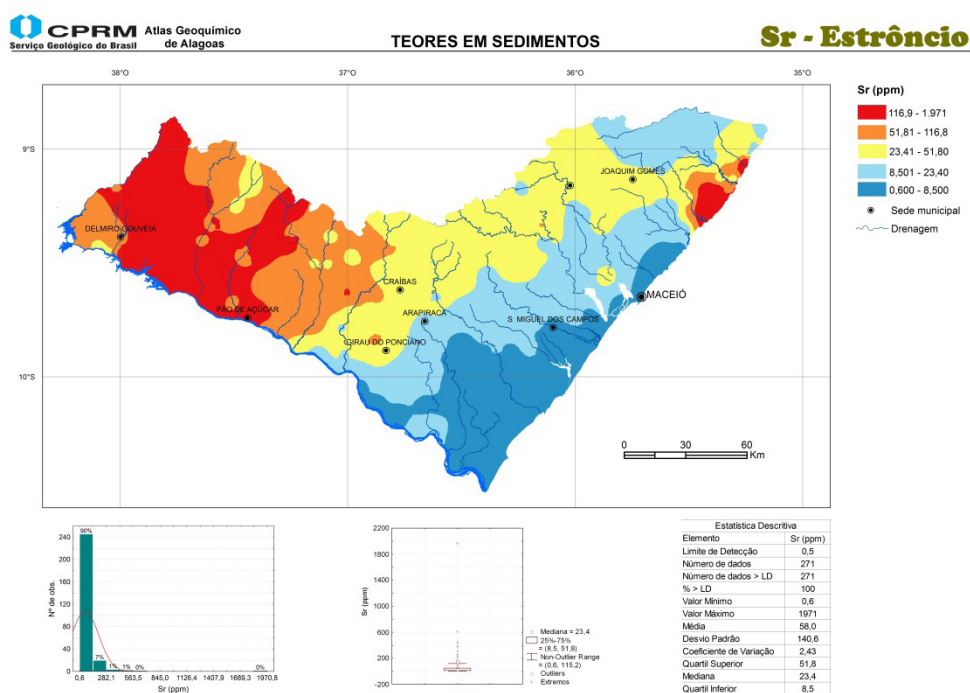 CPRM
Serviço Geológico do Brasil
Atlas Geoquímico
de Alagoas
TEORES EM SEDIMENTOS
Sr - Estrôncio
38°O
37°O
36°O
35°O
9°S
10°S
JOAQUIM GOMES
DELMIRO GOUVEIA
CRAÍBAS
MACEIÓ
PÃO DE AÇÚCAR
ARAPIRACA
S. MIGUEL DOS CAMPOS
GIRAU DO PONCIANO
0 30 60
Km
Sr (ppm)
116,9 - 1.971
51,81 - 116,8
23,41 - 51,80
8,501 - 23,40
0,600 - 8,500
Sede municipal
Drenagem
Nº de obs.
240
200
160
120
80
40
0
90%
7%
1%
1%
0%
0%
0,6 282,1 563,5 845,0 1126,4 1407,9 1689,3 1970,8
Sr (ppm)
Sr (ppm)
2200
1800
1400
1000
600
200
-200
Mediana = 23,4
25%-75%
= (8,5, 51,8)
Non-Outlier Range
= (0,6, 115,2)
Outliers
Extremos
Estatística Descritiva
Elemento Sr (ppm)
Limite de Detecção 0,5
Número de dados 271
Número de dados > LD 271
% > LD 100
Valor Mínimo 0,6
Valor Máximo 1971
Média 58,0
Desvio Padrão 140,6
Coeficiente de Variação 2,43
Quartil Superior 51,8
Mediana 23,4
Quartil Inferior 8,5